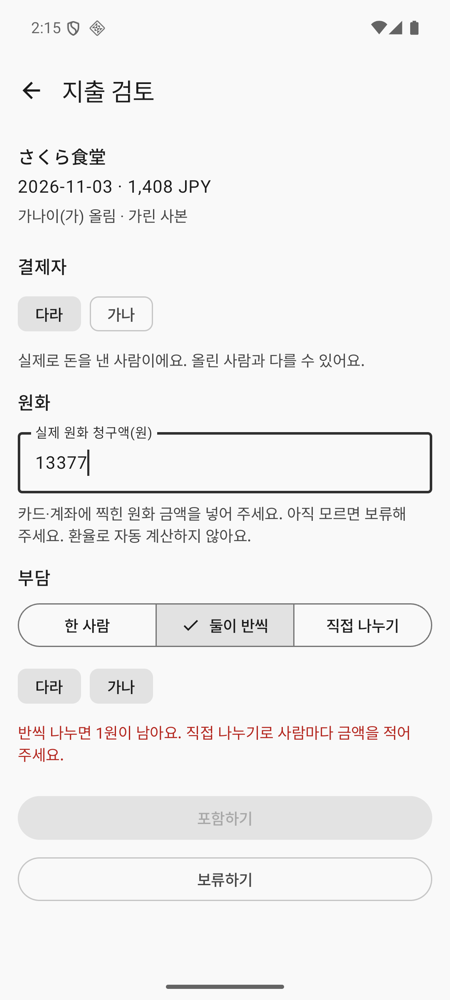 2:15
지출 검토
さくら食堂
2026-11-03 · 1,408 JPY
가나이(가) 올림 · 가린 사본
결제자
다라 가나
실제로 돈을 낸 사람이에요. 올린 사람과 다를 수 있어요.
원화
실제 원화 청구액(원)
13377
카드·계좌에 찍힌 원화 금액을 넣어 주세요. 아직 모르면 보류해
주세요. 환율로 자동 계산하지 않아요.
부담
한 사람 둘이 반씩 직접 나누기
다라 가나
반씩 나누면 1원이 남아요. 직접 나누기로 사람마다 금액을 적어
주세요.
포함하기
보류하기